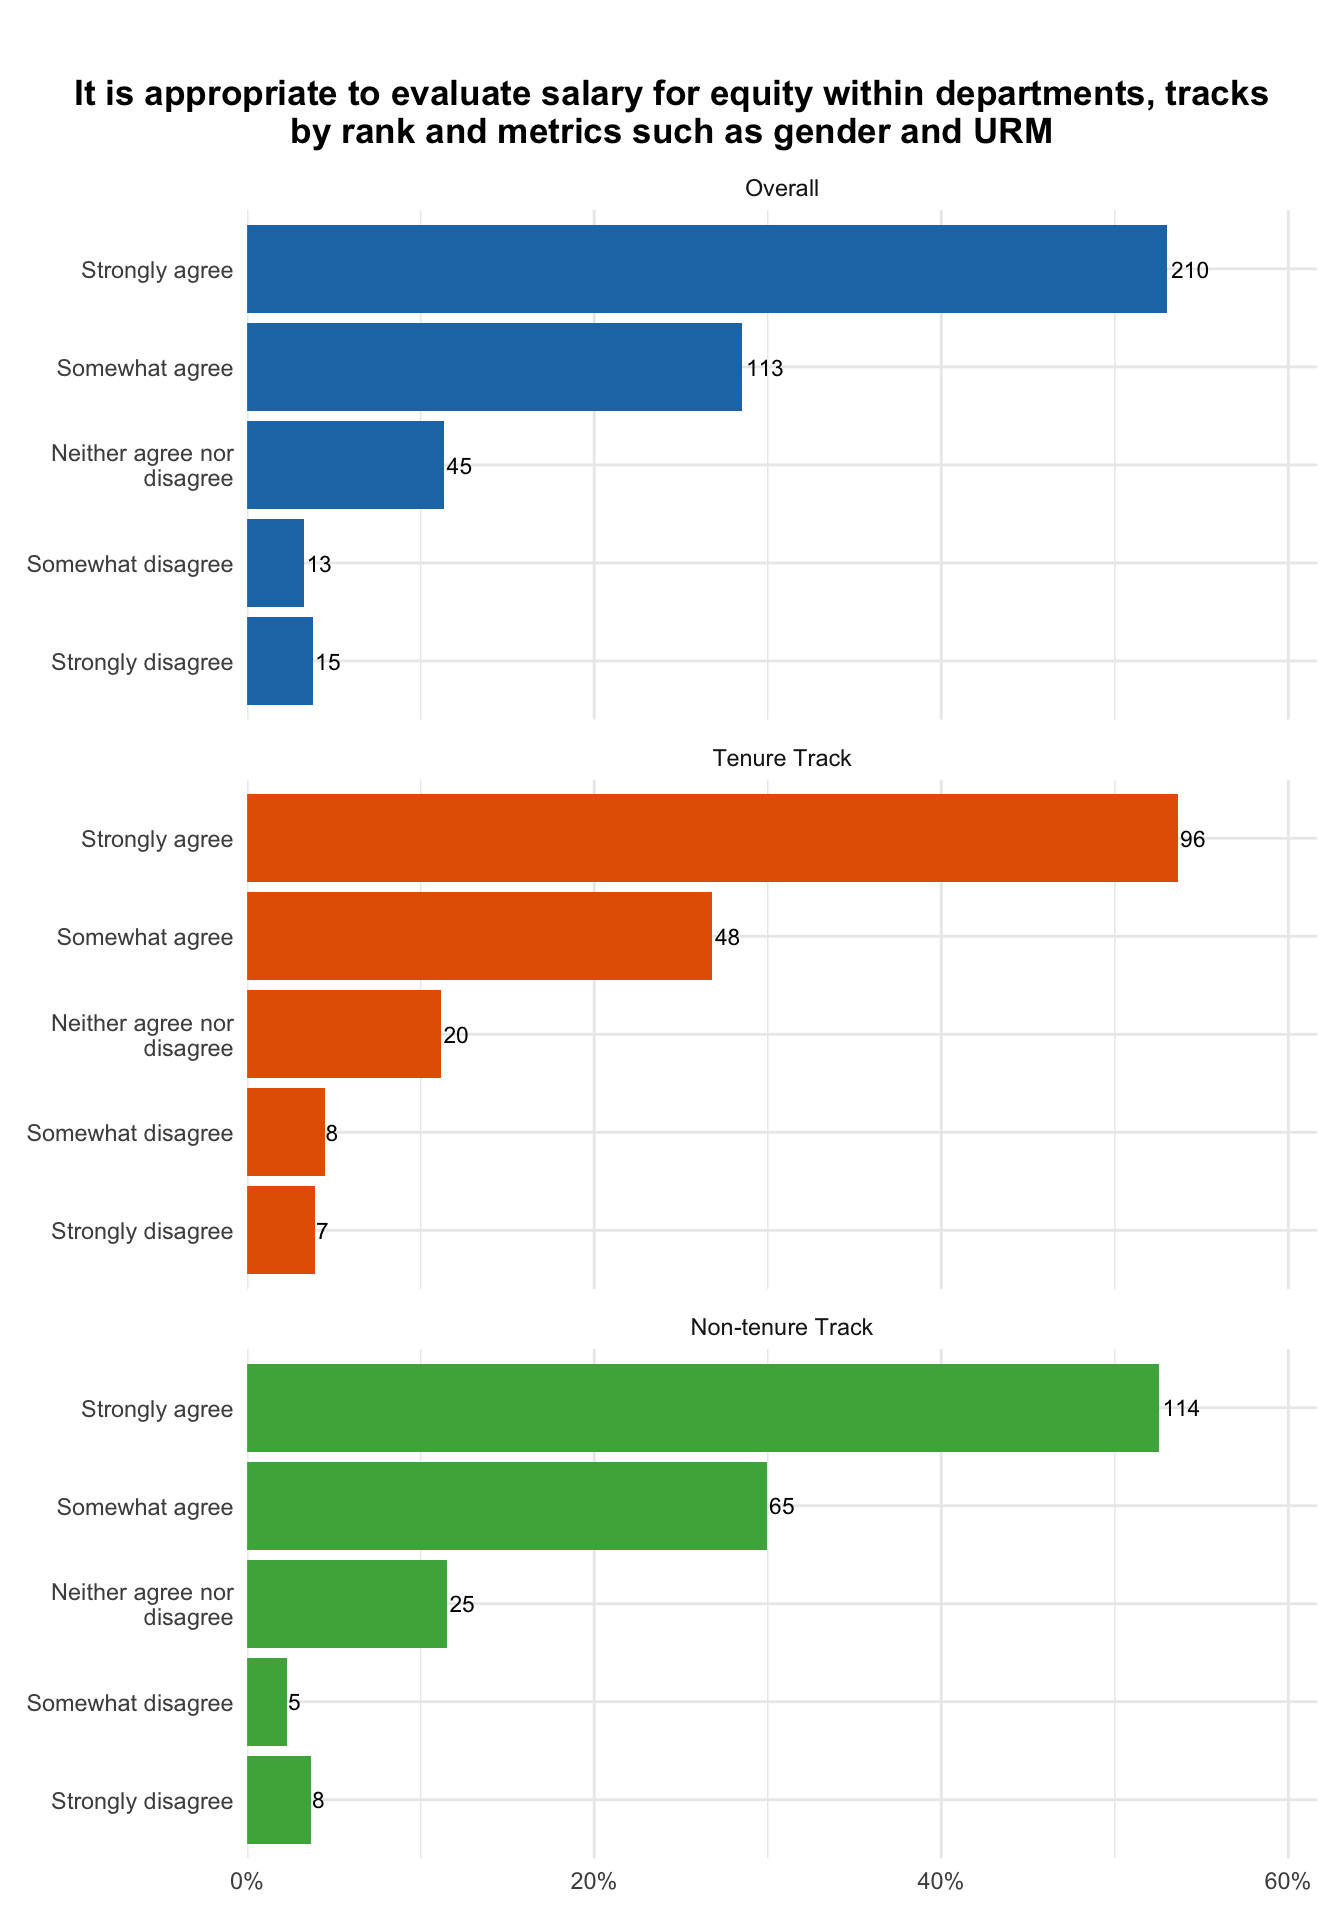 It is appropriate to evaluate salary for equity within departments, tracks
by rank and metrics such as gender and URM
Overall
Strongly agree
210
Somewhat agree
113
Neither agree nor
disagree
45
Somewhat disagree
13
Strongly disagree
15
Tenure Track
Strongly agree
96
Somewhat agree
48
Neither agree nor
disagree
20
Somewhat disagree
8
Strongly disagree
7
Non-tenure Track
Strongly agree
114
Somewhat agree
65
Neither agree nor
disagree
25
Somewhat disagree
5
Strongly disagree
8
0% 20% 40% 60%